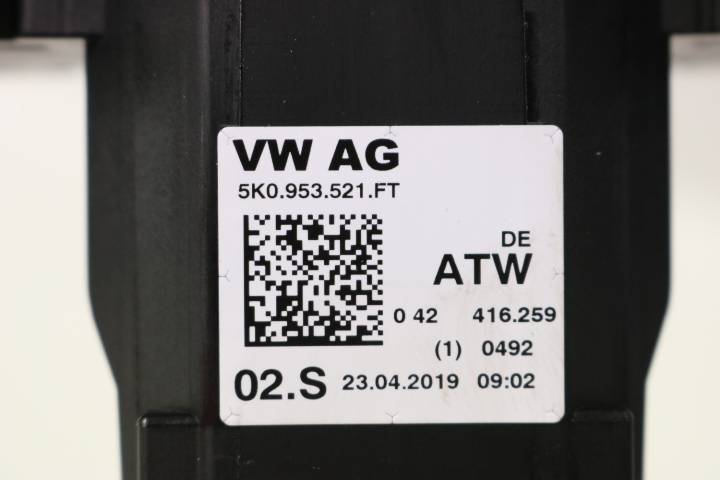 VW AG
5K0.953.521.FT
DE
ATW
0 42 416.259
(1) 0492
02.S 23.04.2019 09:02